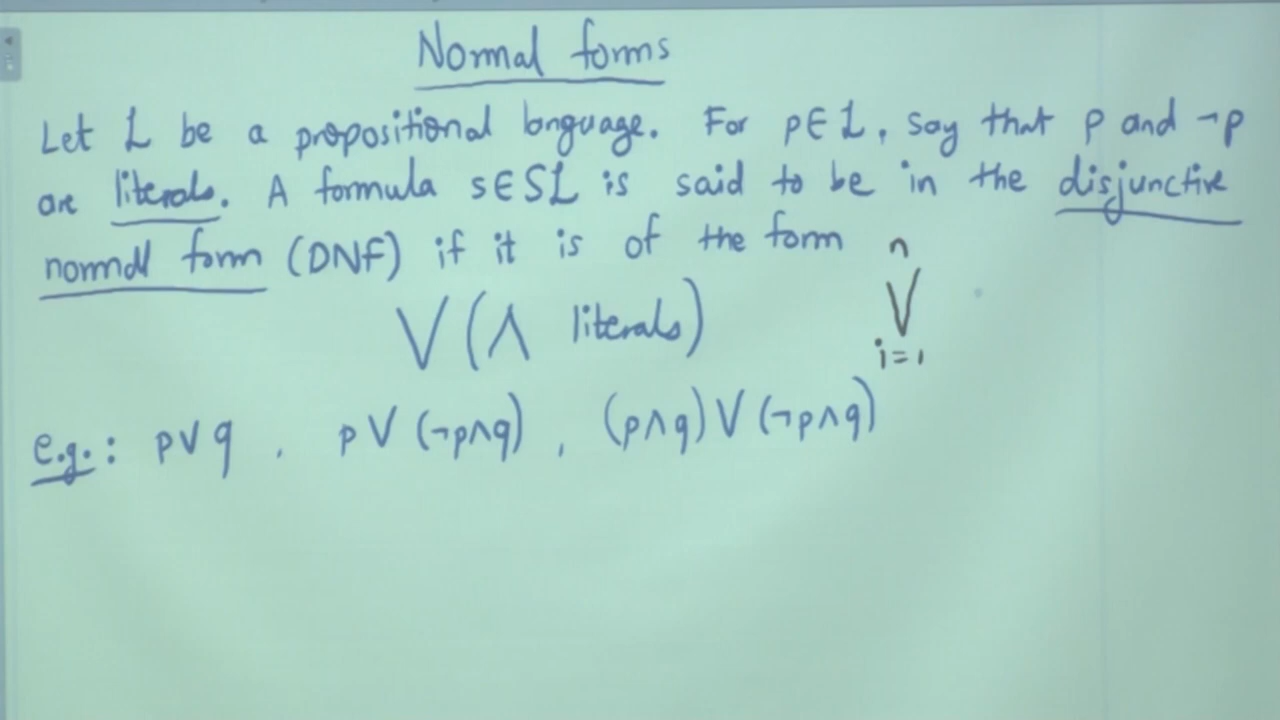 Normal forms
Let L be a propositional language. For p∈L, say that p and ¬p
are literals. A formula s∈SL is said to be in the disjunctive
normal form (DNF) if it is of the form
⋁(⋀ literals) n ⋁ i=1
e.g.: p∨q , p∨(¬p∧q) , (p∧q)∨(¬p∧q)